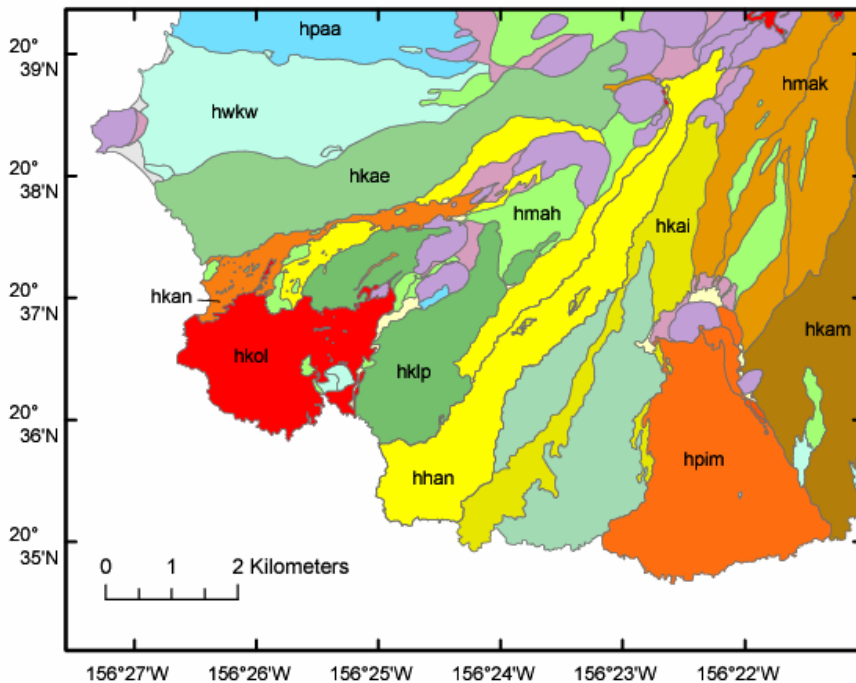 20°
39'N
20°
38'N
20°
37'N
20°
36'N
20°
35'N
hpaa
hwkw
hmak
hkae
hmah
hkai
hkan
hkam
hkol
hklp
hhan
hpim
0 1 2 Kilometers
156°27'W 156°26'W 156°25'W 156°24'W 156°23'W 156°22'W